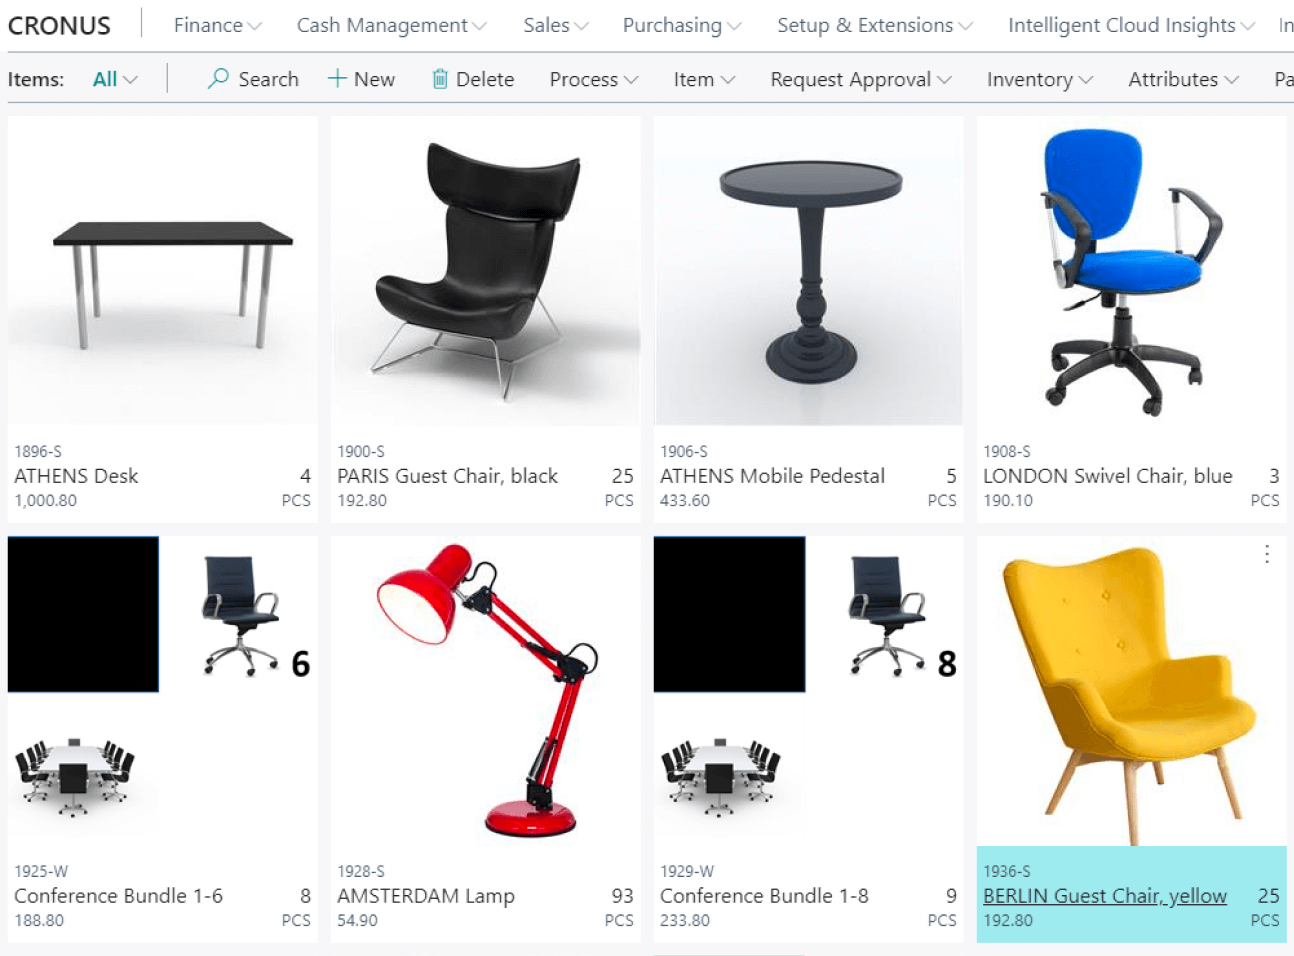 CRONUS Finance Cash Management Sales Purchasing Setup & Extensions Intelligent Cloud Insights In
Items: All Search New Delete Process Item Request Approval Inventory Attributes Pa
1896-S
ATHENS Desk 4
1,000.80 PCS
1900-S
PARIS Guest Chair, black 25
192.80 PCS
1906-S
ATHENS Mobile Pedestal 5
433.60 PCS
1908-S
LONDON Swivel Chair, blue 3
190.10 PCS
6
1925-W
Conference Bundle 1-6 8
188.80 PCS
1928-S
AMSTERDAM Lamp 93
54.90 PCS
8
1929-W
Conference Bundle 1-8 9
233.80 PCS
1936-S
BERLIN Guest Chair, yellow 25
192.80 PCS